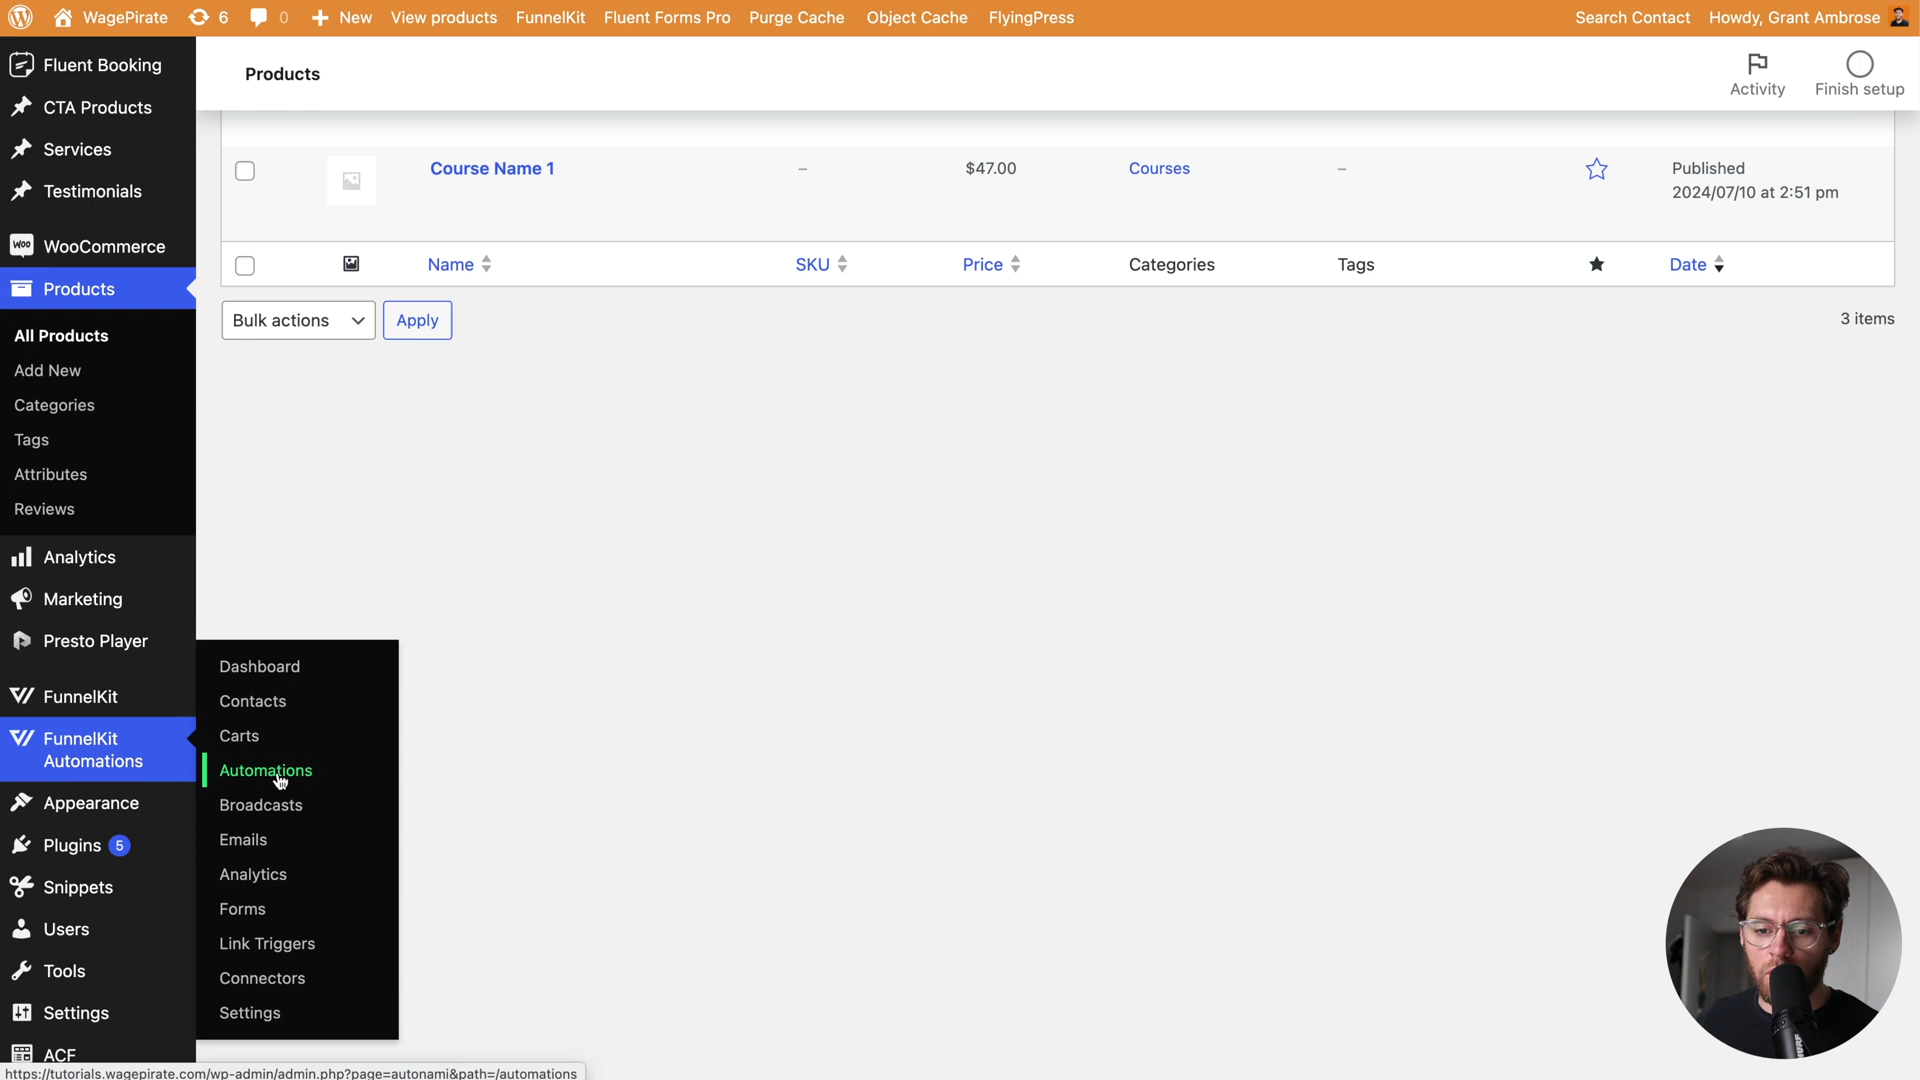 WagePirate 6 0 New View products FunnelKit Fluent Forms Pro Purge Cache Object Cache FlyingPress Search Contact Howdy, Grant Ambrose
Fluent Booking
CTA Products
Services
Testimonials
woo WooCommerce
Products
All Products
Add New
Categories
Tags
Attributes
Reviews
Analytics
Marketing
Presto Player
FunnelKit
FunnelKit
Automations
Appearance
Plugins 5
Snippets
Users
Tools
Settings
ACF
Products
Activity
Finish setup
Course Name 1 – $47.00 Courses – Published
2024/07/10 at 2:51 pm
Name SKU Price Categories Tags Date
Bulk actions Apply 3 items
Dashboard
Contacts
Carts
Automations
Broadcasts
Emails
Analytics
Forms
Link Triggers
Connectors
Settings
https://tutorials.wagepirate.com/wp-admin/admin.php?page=autonami&path=/automations